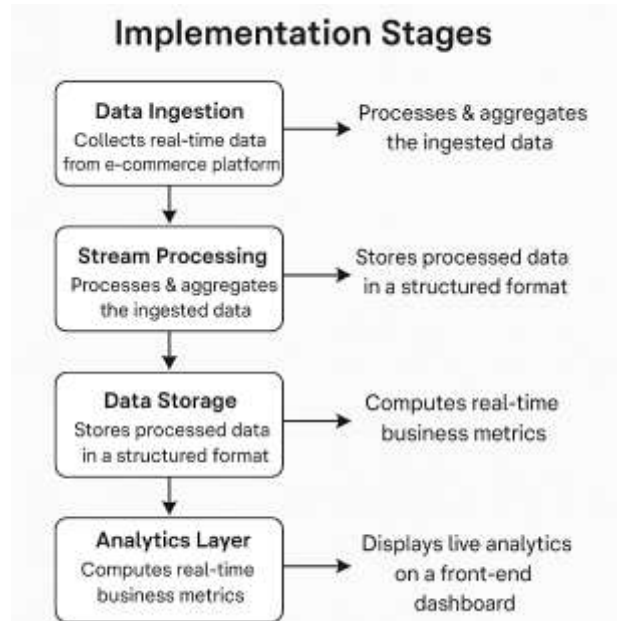 Implementation Stages
Data Ingestion
Collects real-time data
from e-commerce platform
Processes & aggregates
the ingested data
Stream Processing
Processes & aggregates
the ingested data
Stores processed data
in a structured format
Data Storage
Stores processed data
in a structured format
Computes real-time
business metrics
Analytics Layer
Computes real-time
business metrics
Displays live analytics
on a front-end
dashboard